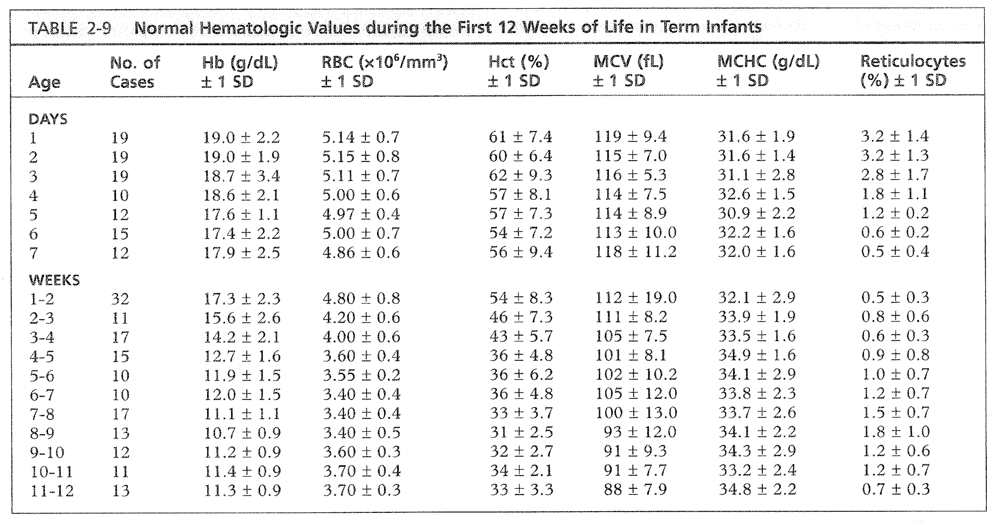 TABLE 2-9 Normal Hematologic Values during the First 12 Weeks of Life in Term Infants
Age No. of Cases Hb (g/dL) ± 1 SD RBC (×10⁶/mm³) ± 1 SD Hct (%) ± 1 SD MCV (fL) ± 1 SD MCHC (g/dL) ± 1 SD Reticulocytes (%) ± 1 SD
DAYS
1 19 19.0 ± 2.2 5.14 ± 0.7 61 ± 7.4 119 ± 9.4 31.6 ± 1.9 3.2 ± 1.4
2 19 19.0 ± 1.9 5.15 ± 0.8 60 ± 6.4 115 ± 7.0 31.6 ± 1.4 3.2 ± 1.3
3 19 18.7 ± 3.4 5.11 ± 0.7 62 ± 9.3 116 ± 5.3 31.1 ± 2.8 2.8 ± 1.7
4 10 18.6 ± 2.1 5.00 ± 0.6 57 ± 8.1 114 ± 7.5 32.6 ± 1.5 1.8 ± 1.1
5 12 17.6 ± 1.1 4.97 ± 0.4 57 ± 7.3 114 ± 8.9 30.9 ± 2.2 1.2 ± 0.2
6 15 17.4 ± 2.2 5.00 ± 0.7 54 ± 7.2 113 ± 10.0 32.2 ± 1.6 0.6 ± 0.2
7 12 17.9 ± 2.5 4.86 ± 0.6 56 ± 9.4 118 ± 11.2 32.0 ± 1.6 0.5 ± 0.4
WEEKS
1-2 32 17.3 ± 2.3 4.80 ± 0.8 54 ± 8.3 112 ± 19.0 32.1 ± 2.9 0.5 ± 0.3
2-3 11 15.6 ± 2.6 4.20 ± 0.6 46 ± 7.3 111 ± 8.2 33.9 ± 1.9 0.8 ± 0.6
3-4 17 14.2 ± 2.1 4.00 ± 0.6 43 ± 5.7 105 ± 7.5 33.5 ± 1.6 0.6 ± 0.3
4-5 15 12.7 ± 1.6 3.60 ± 0.4 36 ± 4.8 101 ± 8.1 34.9 ± 1.6 0.9 ± 0.8
5-6 10 11.9 ± 1.5 3.55 ± 0.2 36 ± 6.2 102 ± 10.2 34.1 ± 2.9 1.0 ± 0.7
6-7 10 12.0 ± 1.5 3.40 ± 0.4 36 ± 4.8 105 ± 12.0 33.8 ± 2.3 1.2 ± 0.7
7-8 17 11.1 ± 1.1 3.40 ± 0.4 33 ± 3.7 100 ± 13.0 33.7 ± 2.6 1.5 ± 0.7
8-9 13 10.7 ± 0.9 3.40 ± 0.5 31 ± 2.5 93 ± 12.0 34.1 ± 2.2 1.8 ± 1.0
9-10 12 11.2 ± 0.9 3.60 ± 0.3 32 ± 2.7 91 ± 9.3 34.3 ± 2.9 1.2 ± 0.6
10-11 11 11.4 ± 0.9 3.70 ± 0.4 34 ± 2.1 91 ± 7.7 33.2 ± 2.4 1.2 ± 0.7
11-12 13 11.3 ± 0.9 3.70 ± 0.3 33 ± 3.3 88 ± 7.9 34.8 ± 2.2 0.7 ± 0.3